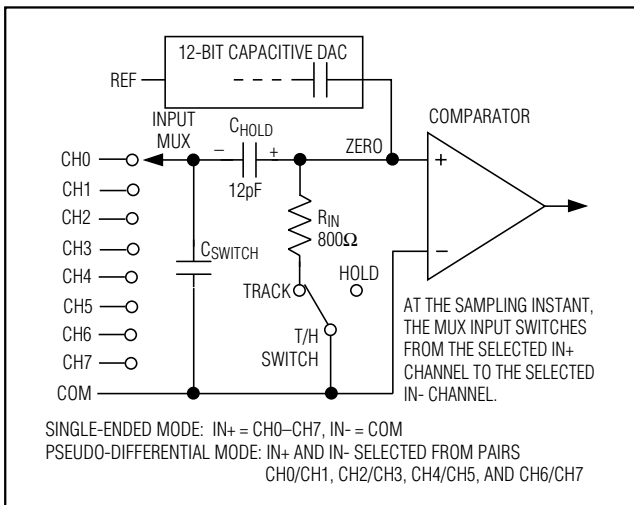 12-BIT CAPACITIVE DAC
REF
INPUT
MUX
CHOLD
– +
12pF
ZERO
COMPARATOR
+
–
CH0
CH1
CH2
CH3
CH4
CH5
CH6
CH7
COM
CSWITCH
RIN
800Ω
HOLD
TRACK
T/H
SWITCH
AT THE SAMPLING INSTANT,
THE MUX INPUT SWITCHES
FROM THE SELECTED IN+
CHANNEL TO THE SELECTED
IN- CHANNEL.
SINGLE-ENDED MODE: IN+ = CH0–CH7, IN- = COM
PSEUDO-DIFFERENTIAL MODE: IN+ AND IN- SELECTED FROM PAIRS
CH0/CH1, CH2/CH3, CH4/CH5, AND CH6/CH7